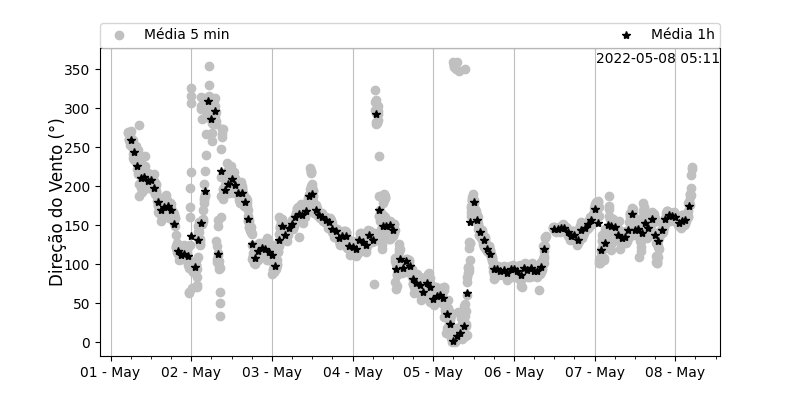 Média 5 min
Média 1h
2022-05-08 05:11
Direção do Vento (°)
350
300
250
200
150
100
50
0
01 - May
02 - May
03 - May
04 - May
05 - May
06 - May
07 - May
08 - May